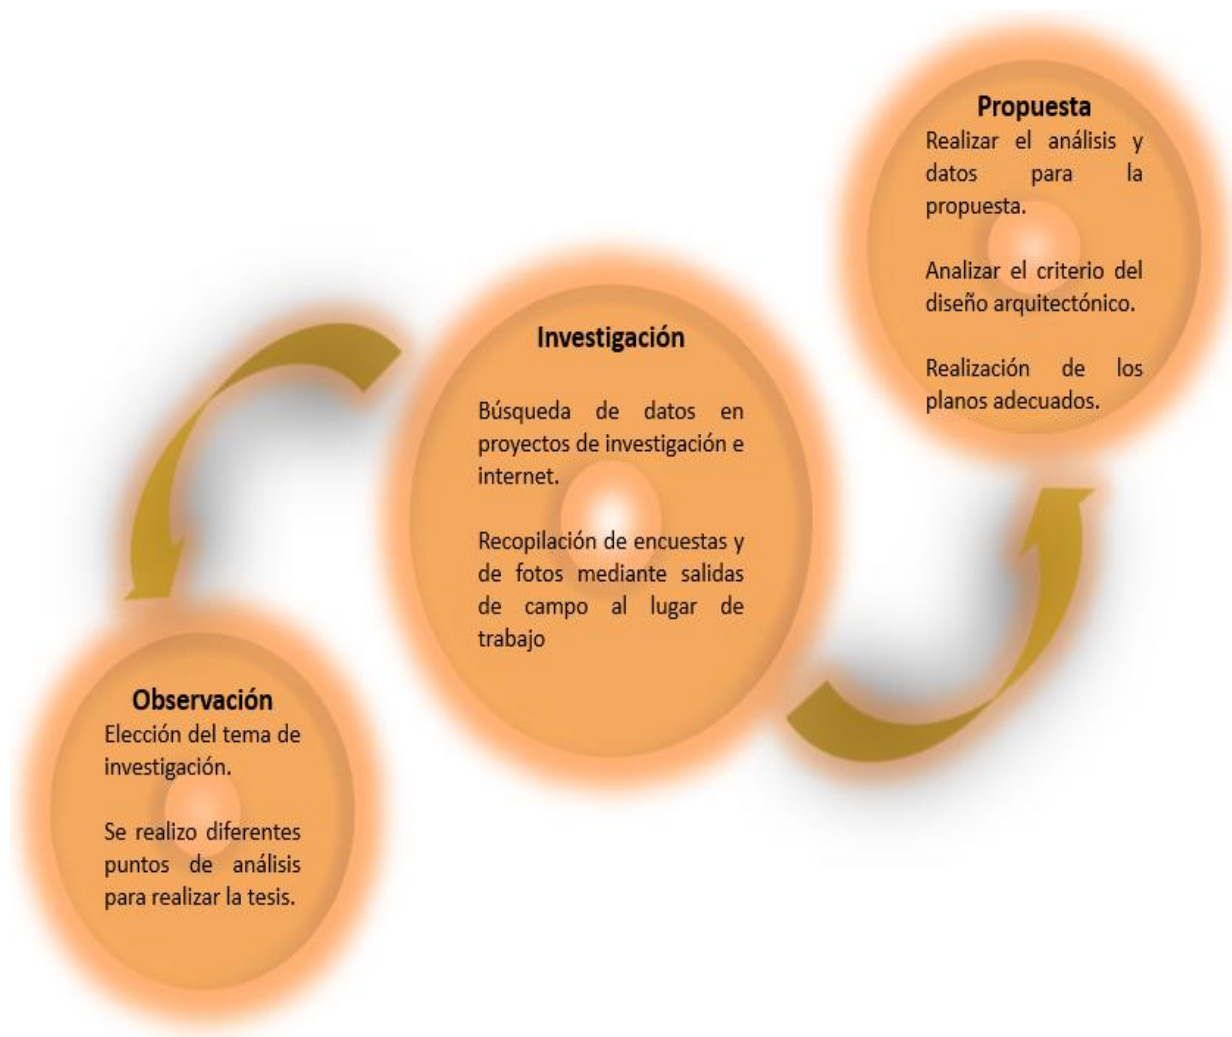 Propuesta
Realizar el análisis y
datos para la
propuesta.
Analizar el criterio del
diseño arquitectónico.
Realización de los
planos adecuados.
Investigación
Búsqueda de datos en
proyectos de investigación e
internet.
Recopilación de encuestas y
de fotos mediante salidas
de campo al lugar de
trabajo
Observación
Elección del tema de
investigación.
Se realizo diferentes
puntos de análisis
para realizar la tesis.